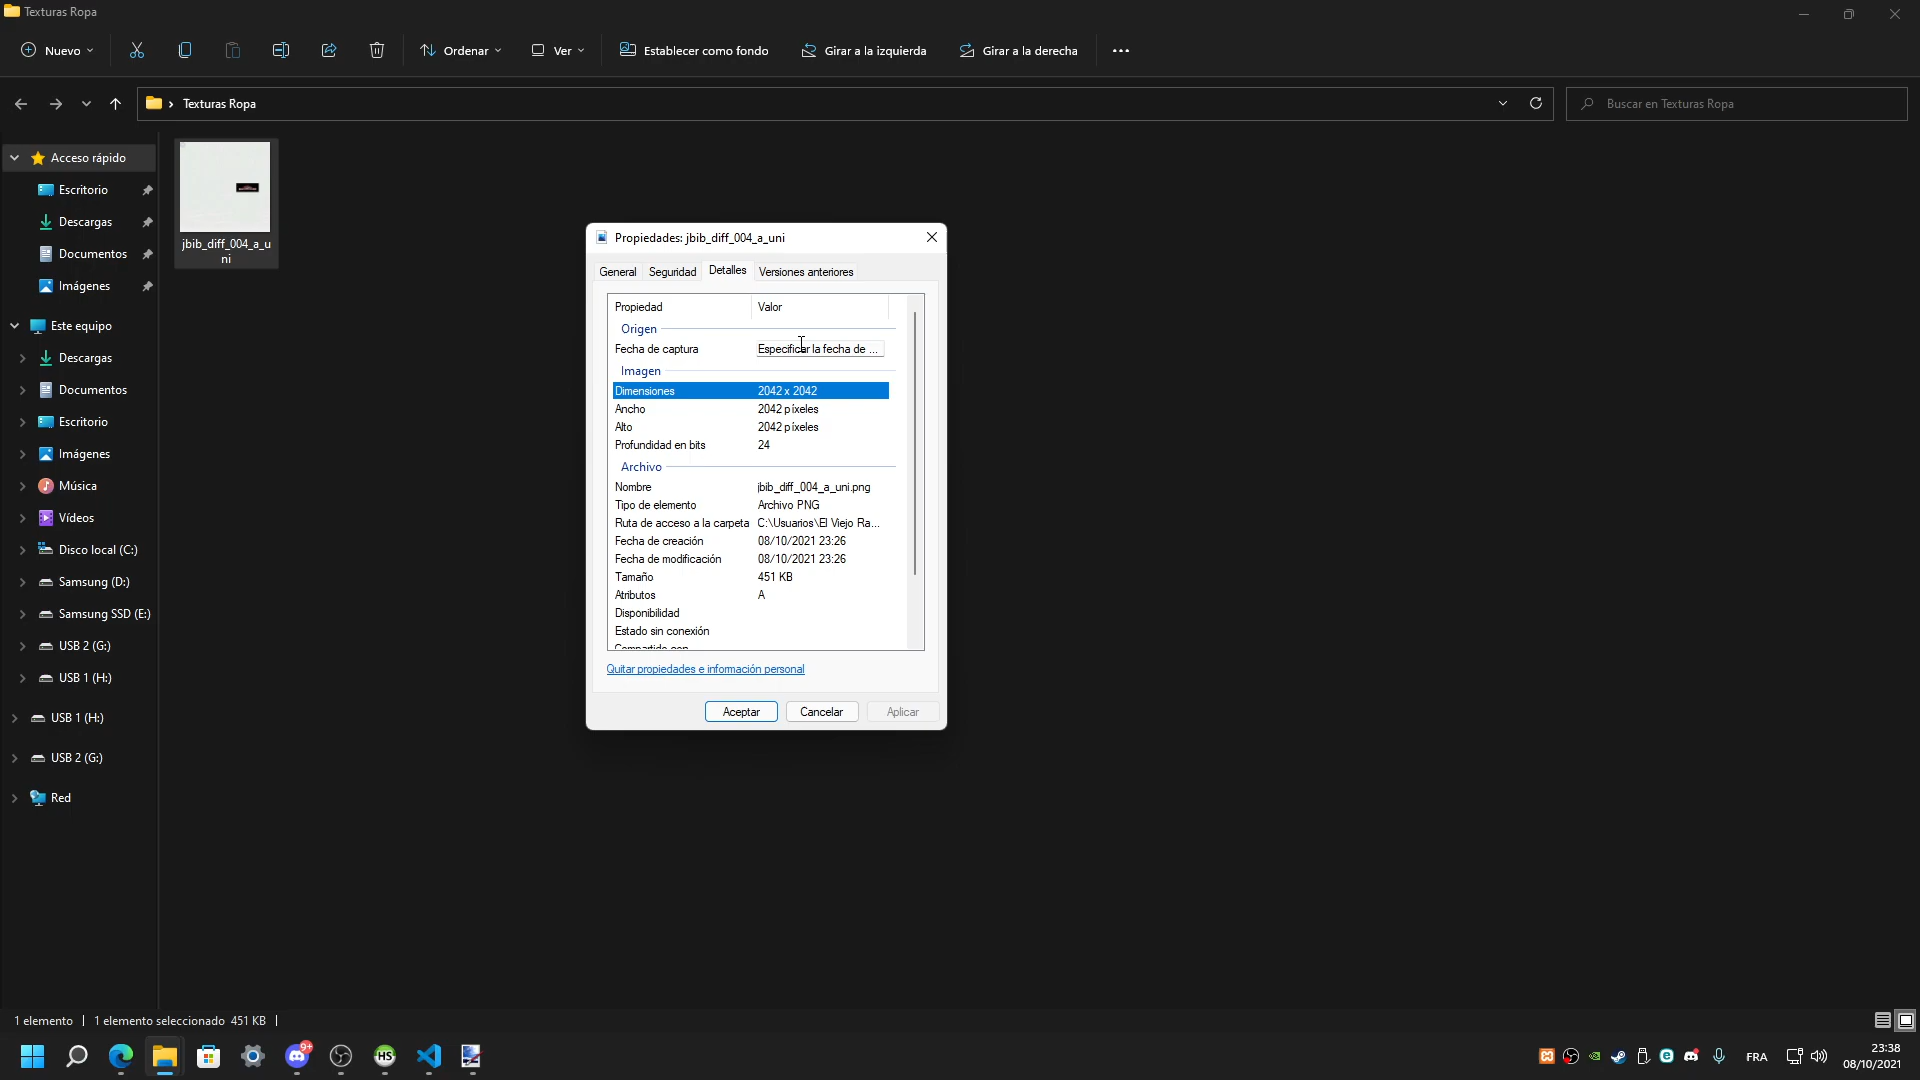 Texturas Ropa
Nuevo
Ordenar
Ver
Establecer como fondo
Girar a la izquierda
Girar a la derecha
Texturas Ropa
Buscar en Texturas Ropa
Acceso rápido
Escritorio
Descargas
Documentos
Imágenes
Este equipo
Descargas
Documentos
Escritorio
Imágenes
Música
Vídeos
Disco local (C:)
Samsung (D:)
Samsung SSD (E:)
USB 2 (G:)
USB 1 (H:)
USB 1 (H:)
USB 2 (G:)
Red
jbib_diff_004_a_u
ni
Propiedades: jbib_diff_004_a_uni
General Seguridad Detalles Versiones anteriores
Propiedad Valor
Origen
Fecha de captura Especificar la fecha de ...
Imagen
Dimensiones 2042 x 2042
Ancho 2042 píxeles
Alto 2042 píxeles
Profundidad en bits 24
Archivo
Nombre jbib_diff_004_a_uni.png
Tipo de elemento Archivo PNG
Ruta de acceso a la carpeta C:\Usuarios\El Viejo Ra...
Fecha de creación 08/10/2021 23:26
Fecha de modificación 08/10/2021 23:26
Tamaño 451 KB
Atributos A
Disponibilidad
Estado sin conexión
Compartido con
Quitar propiedades e información personal
Aceptar Cancelar Aplicar
1 elemento
1 elemento seleccionado 451 KB
9+
HS
FRA
23:38
08/10/2021